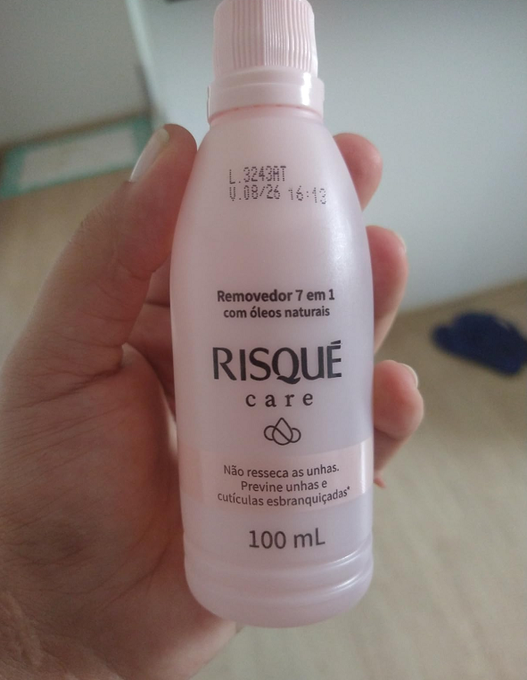 L.3243AT
V.08/26 16:13
Removedor 7 em 1
com óleos naturais
RISQUÉ
care
Não resseca as unhas.
Previne unhas e
cutículas esbranquiçadas*
100 mL